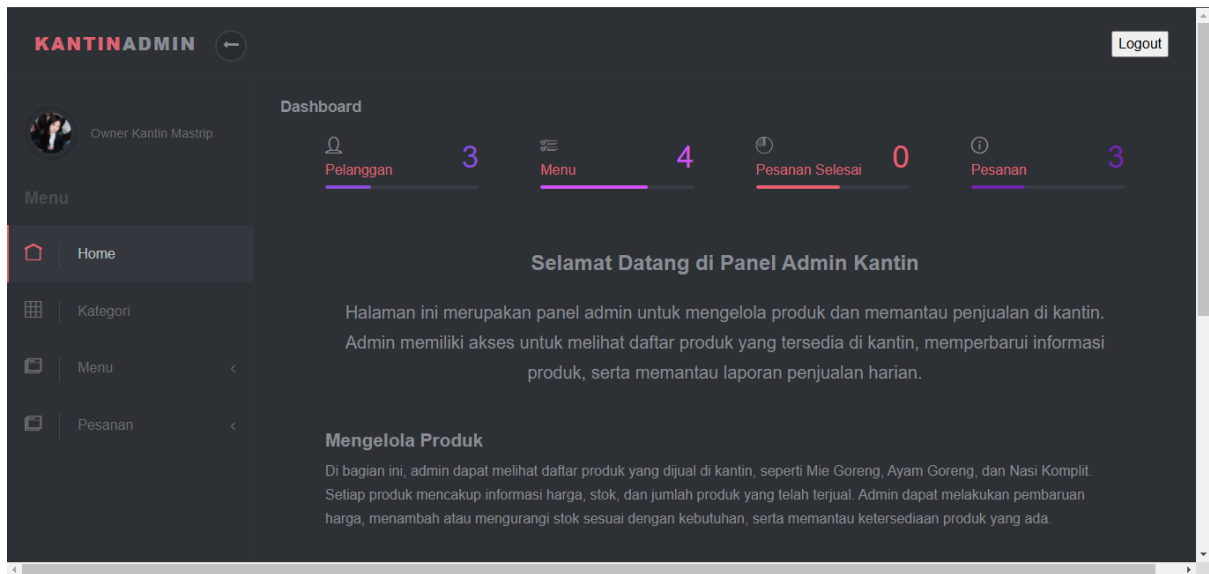 KANTINADMIN
Logout
Owner Kantin Mastrip
Menu
Home
Kategori
Menu
Pesanan
Dashboard
Pelanggan 3
Menu 4
Pesanan Selesai 0
Pesanan 3
Selamat Datang di Panel Admin Kantin
Halaman ini merupakan panel admin untuk mengelola produk dan memantau penjualan di kantin.
Admin memiliki akses untuk melihat daftar produk yang tersedia di kantin, memperbarui informasi
produk, serta memantau laporan penjualan harian.
Mengelola Produk
Di bagian ini, admin dapat melihat daftar produk yang dijual di kantin, seperti Mie Goreng, Ayam Goreng, dan Nasi Komplit.
Setiap produk mencakup informasi harga, stok, dan jumlah produk yang telah terjual. Admin dapat melakukan pembaruan
harga, menambah atau mengurangi stok sesuai dengan kebutuhan, serta memantau ketersediaan produk yang ada.